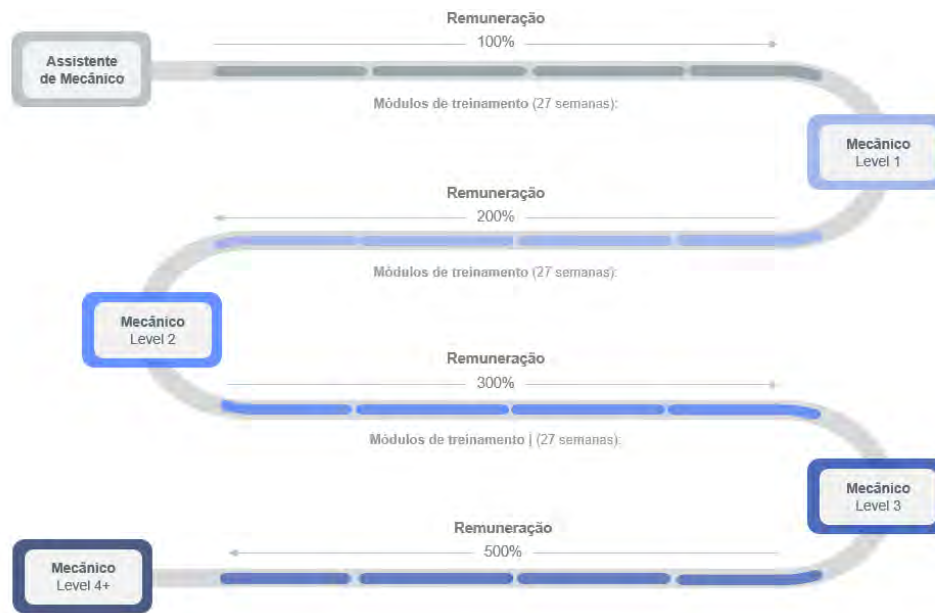 Remuneração
100%
Assistente
de Mecânico
Módulos de treinamento (27 semanas):
Mecânico
Level 1
Remuneração
200%
Módulos de treinamento (27 semanas):
Mecânico
Level 2
Remuneração
300%
Módulos de treinamento | (27 semanas):
Mecânico
Level 3
Remuneração
500%
Mecânico
Level 4+